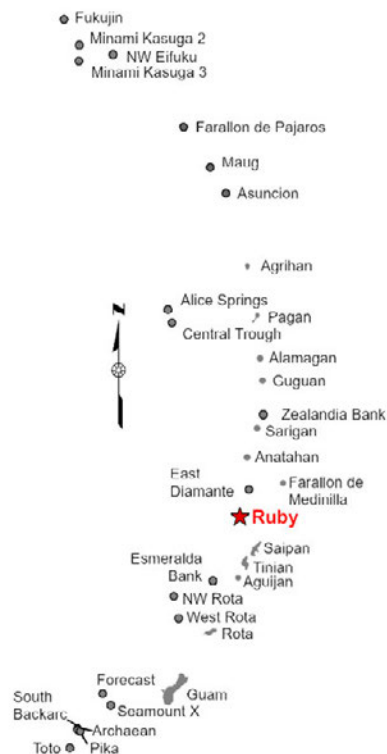 Fukujin
Minami Kasuga 2
NW Eifuku
Minami Kasuga 3
Farallon de Pajaros
Maug
Asuncion
Agrihan
Alice Springs
Pagan
Central Trough
N
Alamagan
Guguan
Zealandia Bank
Sarigan
Anatahan
East
Diamante
Farallon de
Medinilla
Ruby
Saipan
Tinian
Aguijan
Esmeralda
Bank
NW Rota
West Rota
Rota
Forecast
Guam
Seamount X
South
Backarc
Archaean
Toto
Pika